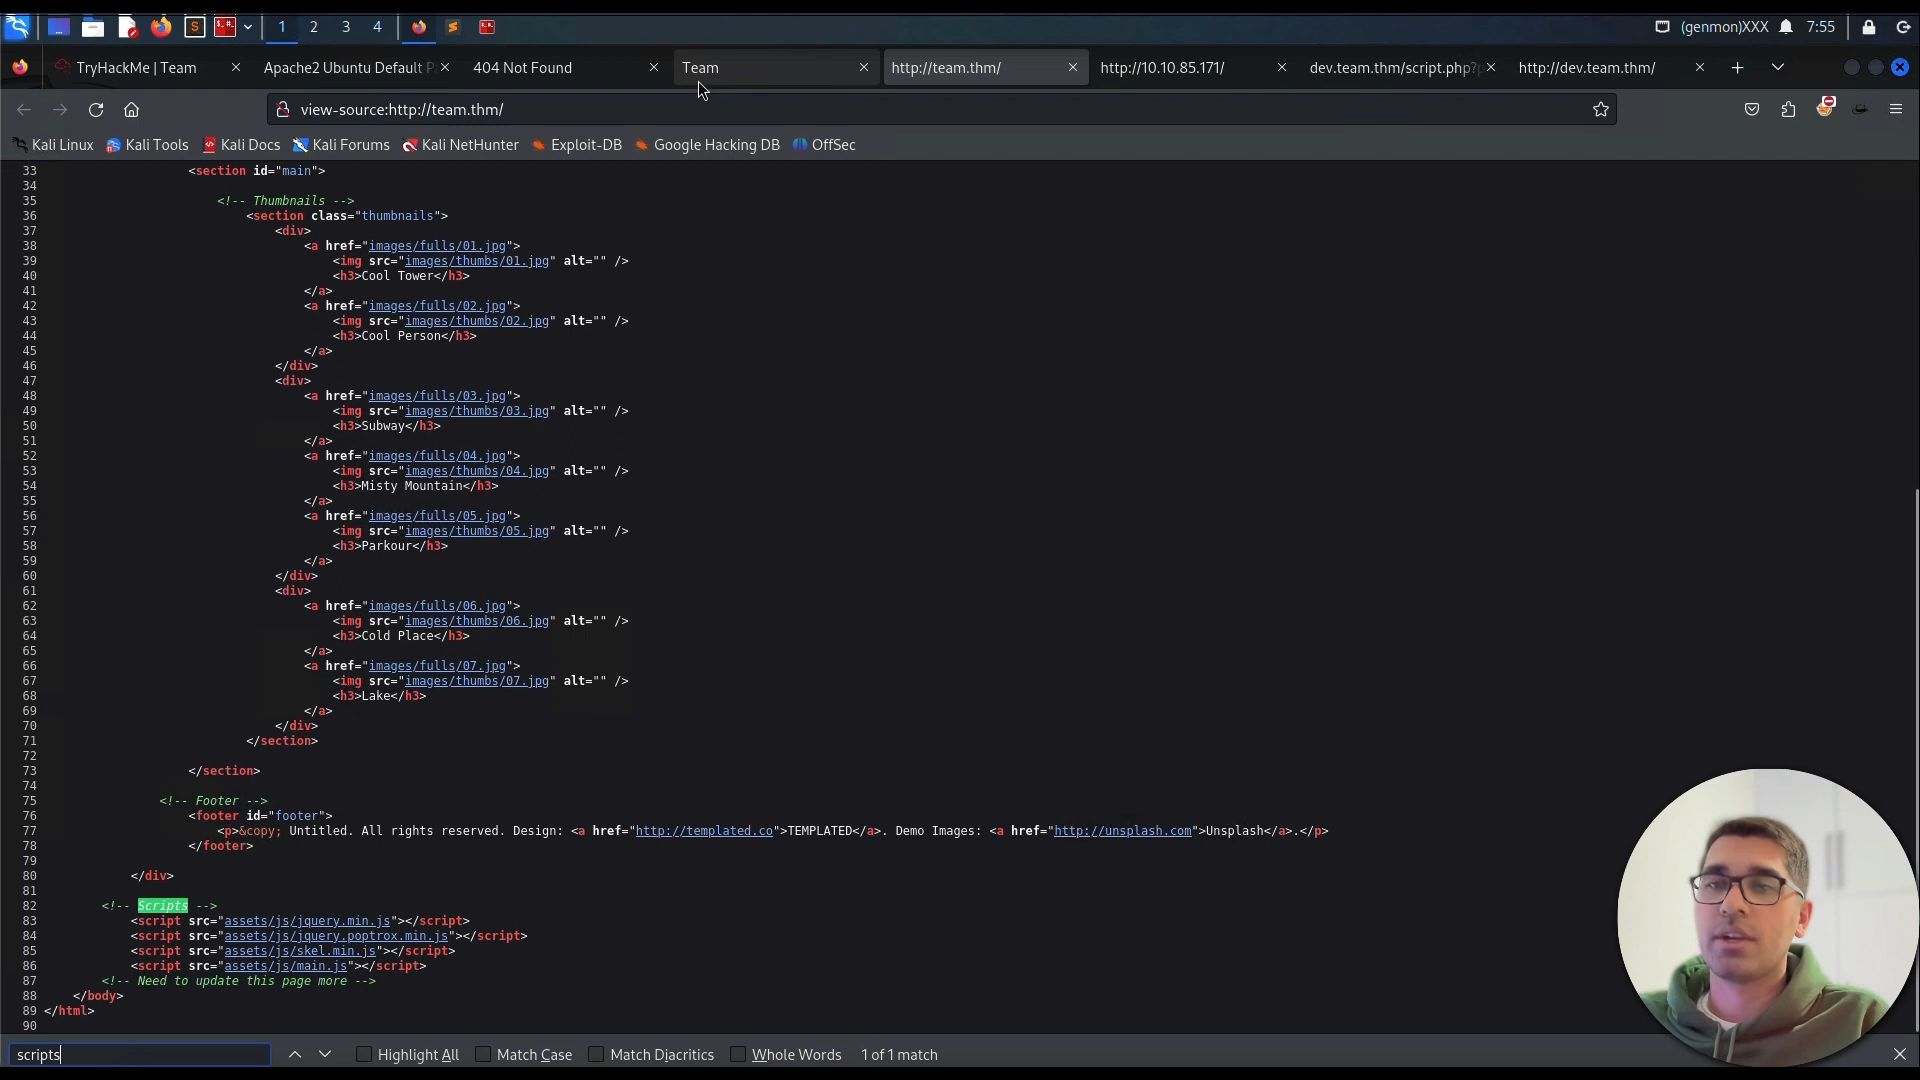 1 2 3 4 (genmon)XXX 7:55
TryHackMe | Team Apache2 Ubuntu Default P 404 Not Found Team http://team.thm/ http://10.10.85.171/ dev.team.thm/script.php?p http://dev.team.thm/
view-source:http://team.thm/
Kali Linux Kali Tools Kali Docs Kali Forums Kali NetHunter Exploit-DB Google Hacking DB OffSec
33 <section id="main">
34
35 <!-- Thumbnails -->
36 <section class="thumbnails">
37 <div>
38 <a href="images/fulls/01.jpg">
39 <img src="images/thumbs/01.jpg" alt="" />
40 <h3>Cool Tower</h3>
41 </a>
42 <a href="images/fulls/02.jpg">
43 <img src="images/thumbs/02.jpg" alt="" />
44 <h3>Cool Person</h3>
45 </a>
46 </div>
47 <div>
48 <a href="images/fulls/03.jpg">
49 <img src="images/thumbs/03.jpg" alt="" />
50 <h3>Subway</h3>
51 </a>
52 <a href="images/fulls/04.jpg">
53 <img src="images/thumbs/04.jpg" alt="" />
54 <h3>Misty Mountain</h3>
55 </a>
56 <a href="images/fulls/05.jpg">
57 <img src="images/thumbs/05.jpg" alt="" />
58 <h3>Parkour</h3>
59 </a>
60 </div>
61 <div>
62 <a href="images/fulls/06.jpg">
63 <img src="images/thumbs/06.jpg" alt="" />
64 <h3>Cold Place</h3>
65 </a>
66 <a href="images/fulls/07.jpg">
67 <img src="images/thumbs/07.jpg" alt="" />
68 <h3>Lake</h3>
69 </a>
70 </div>
71 </section>
72
73 </section>
74
75 <!-- Footer -->
76 <footer id="footer">
77 <p>&copy; Untitled. All rights reserved. Design: <a href="http://templated.co">TEMPLATED</a>. Demo Images: <a href="http://unsplash.com">Unsplash</a>.</p>
78 </footer>
79
80 </div>
81
82 <!-- Scripts -->
83 <script src="assets/js/jquery.min.js"></script>
84 <script src="assets/js/jquery.poptrox.min.js"></script>
85 <script src="assets/js/skel.min.js"></script>
86 <script src="assets/js/main.js"></script>
87 <!-- Need to update this page more -->
88 </body>
89 </html>
90
scripts Highlight All Match Case Match Diacritics Whole Words 1 of 1 match